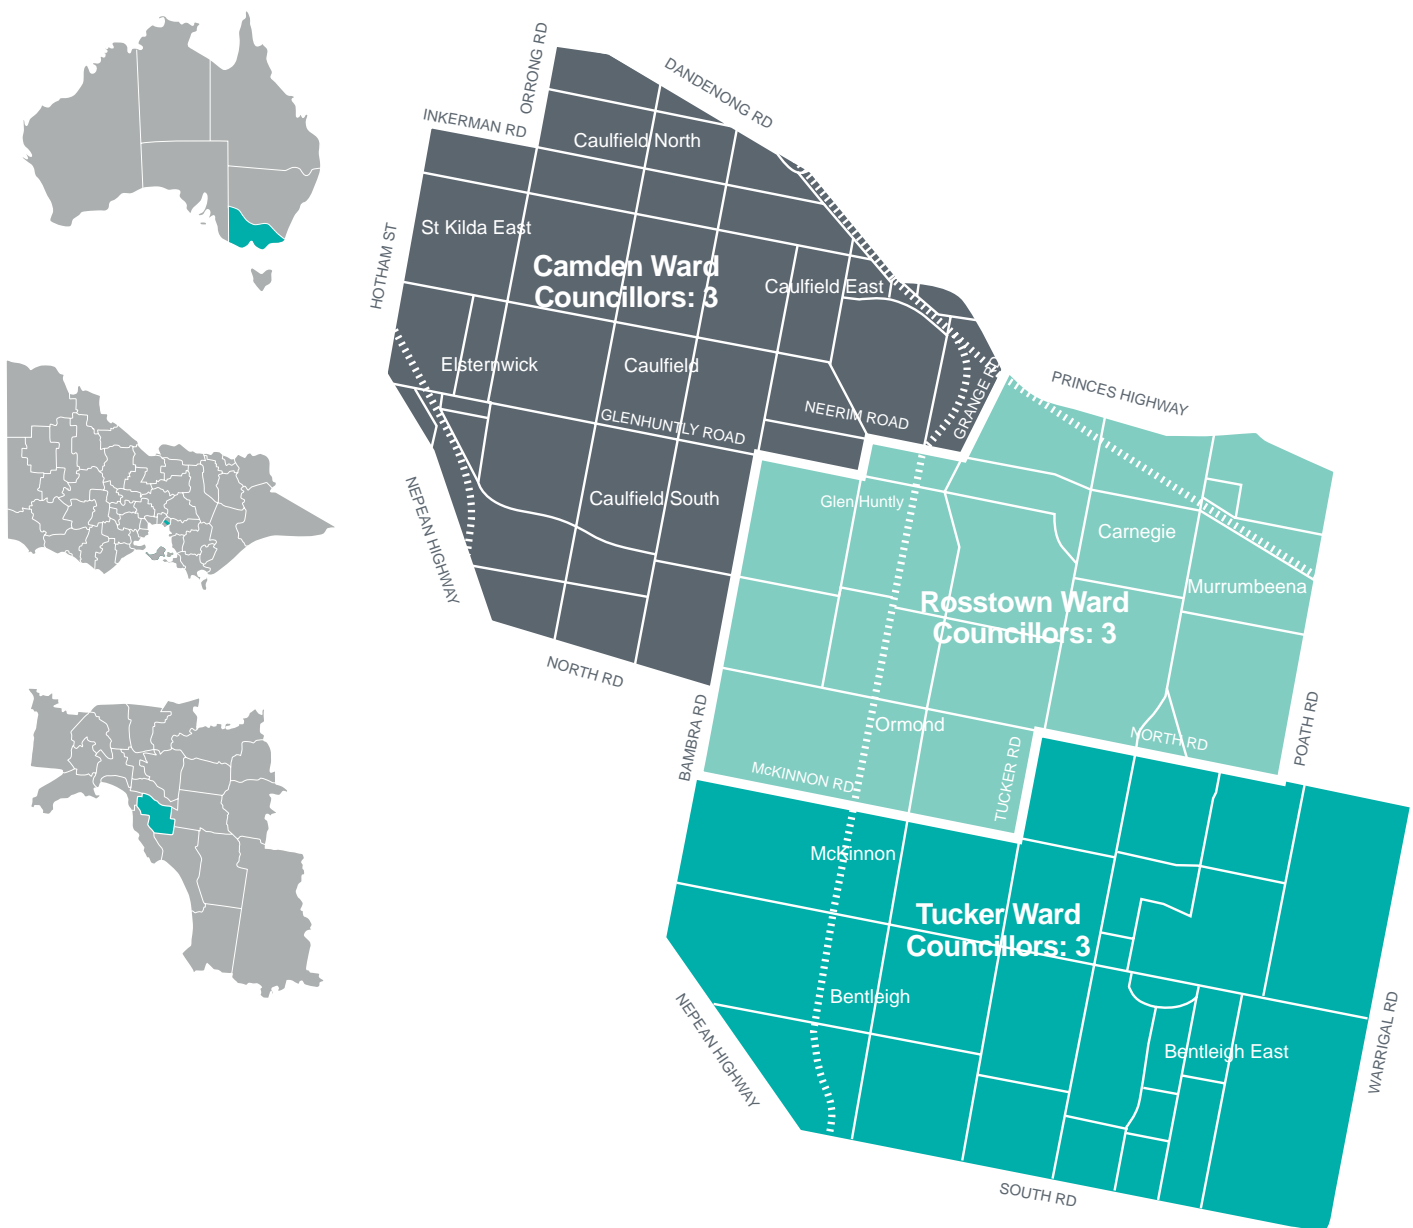 ORRONG RD
DANDENONG RD
INKERMAN RD
Caulfield North
St Kilda East
HOTHAM ST
Camden Ward
Councillors: 3
Caulfield East
Elsternwick
Caulfield
GRANGE RD
PRINCES HIGHWAY
NEERIM ROAD
GLENHUNTLY ROAD
Caulfield South
Glen Huntly
NEPEAN HIGHWAY
Carnegie
Murrumbeena
Rosstown Ward
Councillors: 3
NORTH RD
BAMBRA RD
Ormond
TUCKER RD
NORTH RD
POATH RD
McKINNON RD
McKinnon
Tucker Ward
Councillors: 3
Bentleigh
NEPEAN HIGHWAY
Bentleigh East
WARRIGAL RD
SOUTH RD